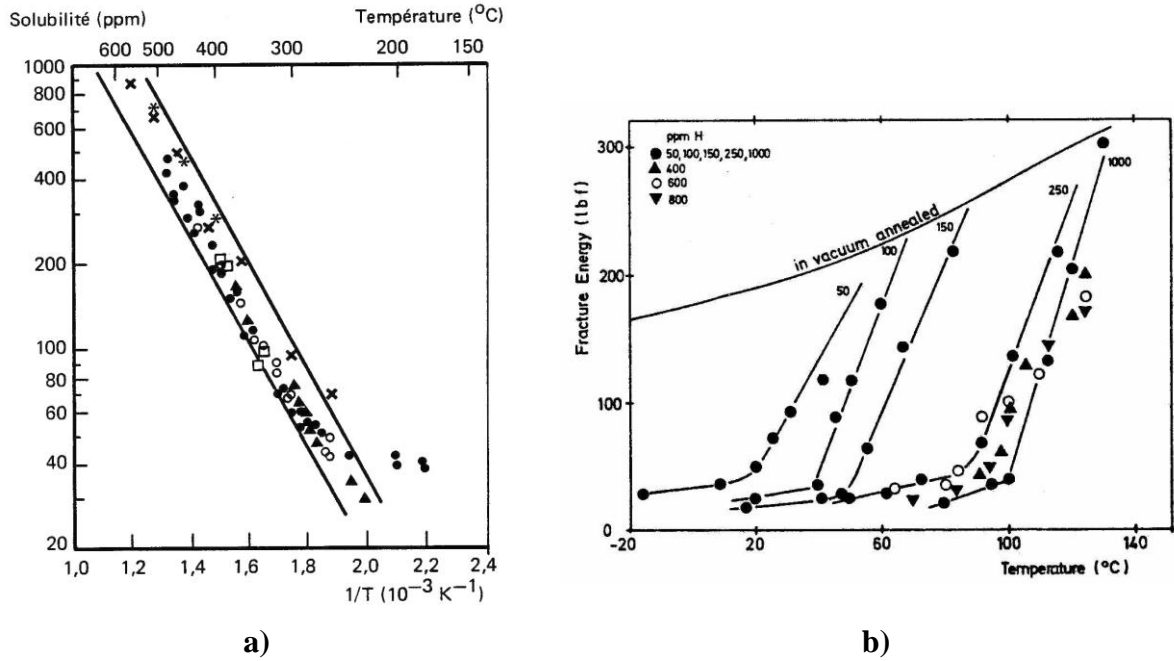 Solubilité (ppm) Température (°C)
600 500 400 300 200 150
1000
800
600
400
200
100
80
60
40
20
1,0 1,2 1,4 1,6 1,8 2,0 2,2 2,4
1/T (10⁻³ K⁻¹)
a)
ppm H
50,100,150,250,1000
400
600
800
in vacuum annealed
50
100
150
250
1000
Fracture Energy (lbf)
300
200
100
0
-20 20 60 100 140
Temperature (°C)
b)